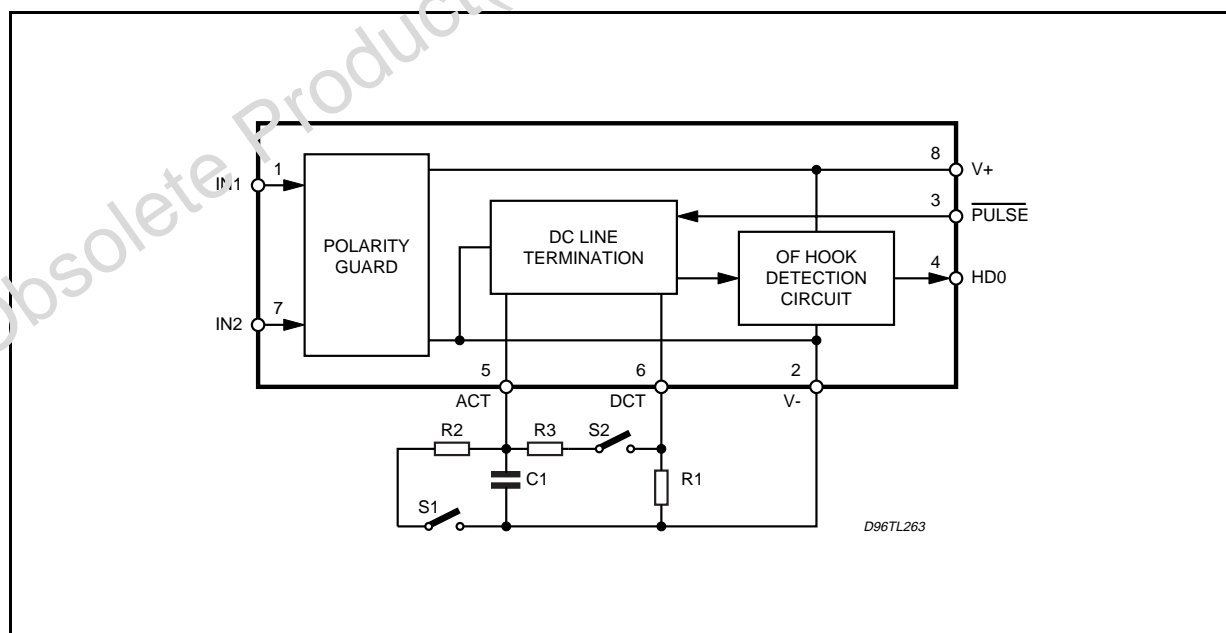 Obsolete Product(
8
V+
1
IN1
3
PULSE
POLARITY
GUARD
DC LINE
TERMINATION
OF HOOK
DETECTION
CIRCUIT
4
HD0
7
IN2
5
6
2
ACT
DCT
V-
R2
R3
S2
C1
R1
S1
D96TL263